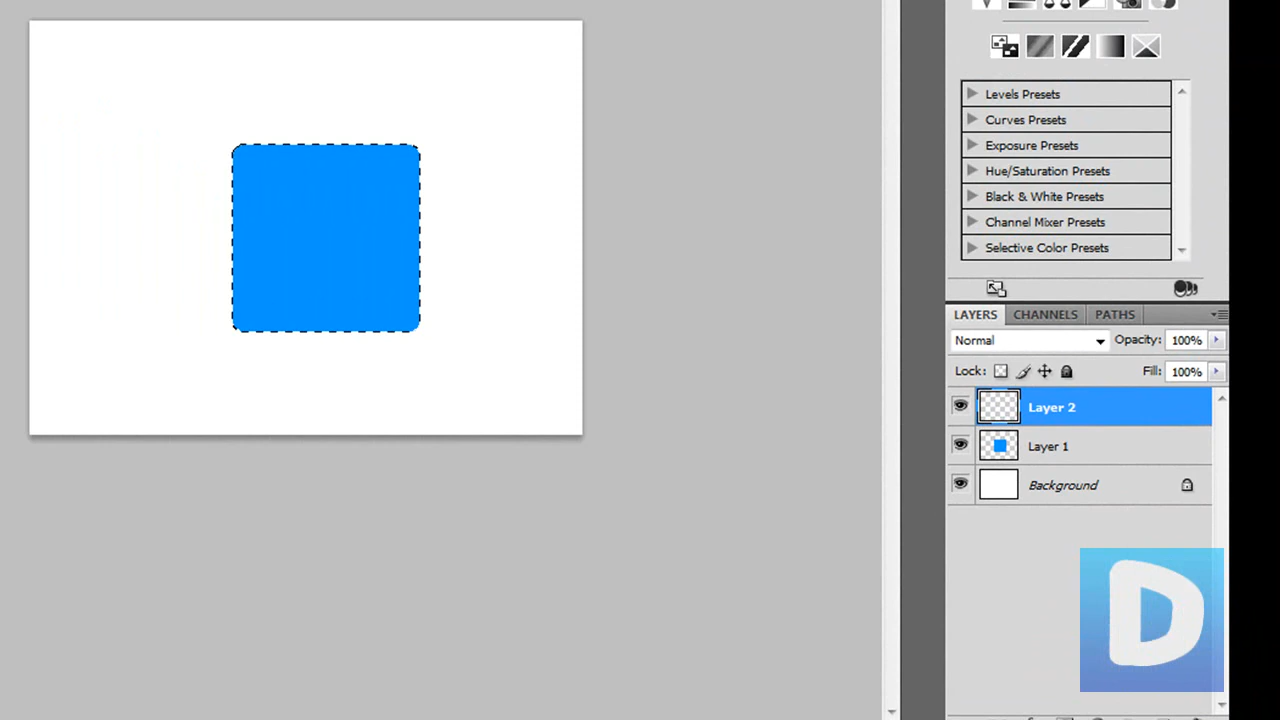 Levels Presets
Curves Presets
Exposure Presets
Hue/Saturation Presets
Black & White Presets
Channel Mixer Presets
Selective Color Presets
LAYERS CHANNELS PATHS
Normal Opacity: 100%
Lock: Fill: 100%
Layer 2
Layer 1
Background
D